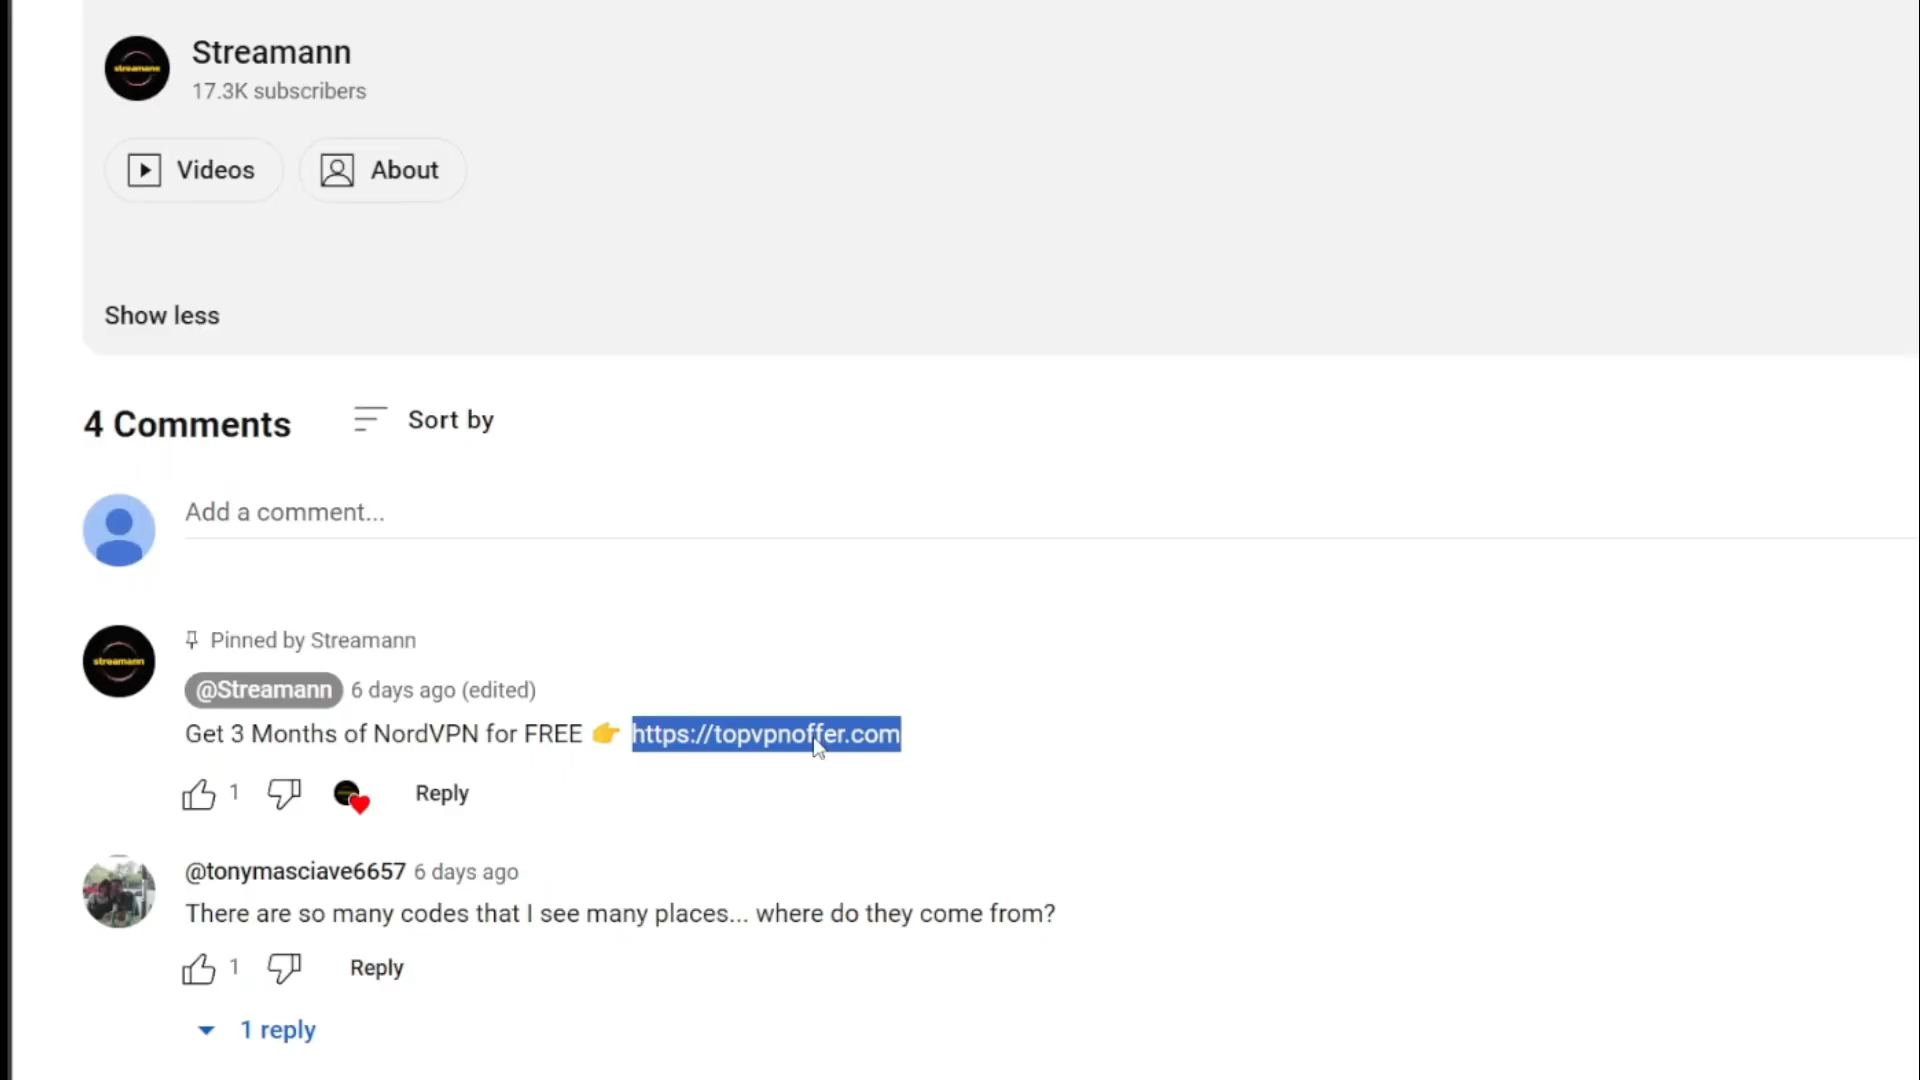 streamann
Streamann
17.3K subscribers
Videos
About
Show less
4 Comments
Sort by
Add a comment...
Pinned by Streamann
streamann
@Streamann 6 days ago (edited)
Get 3 Months of NordVPN for FREE 👉 https://topvpnoffer.com
1
Reply
@tonymasciave6657 6 days ago
There are so many codes that I see many places... where do they come from?
1
Reply
1 reply